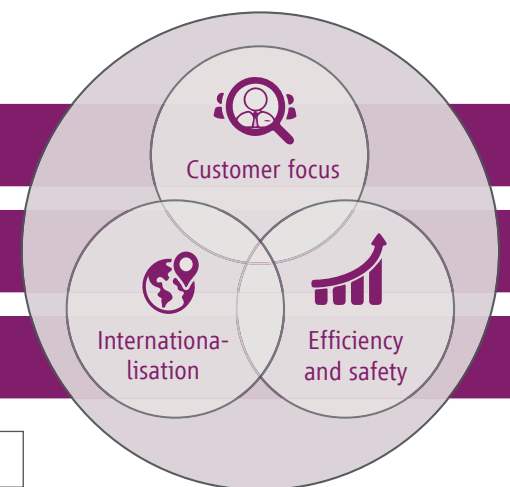 Customer focus
Internationa-
lisation
Efficiency
and safety